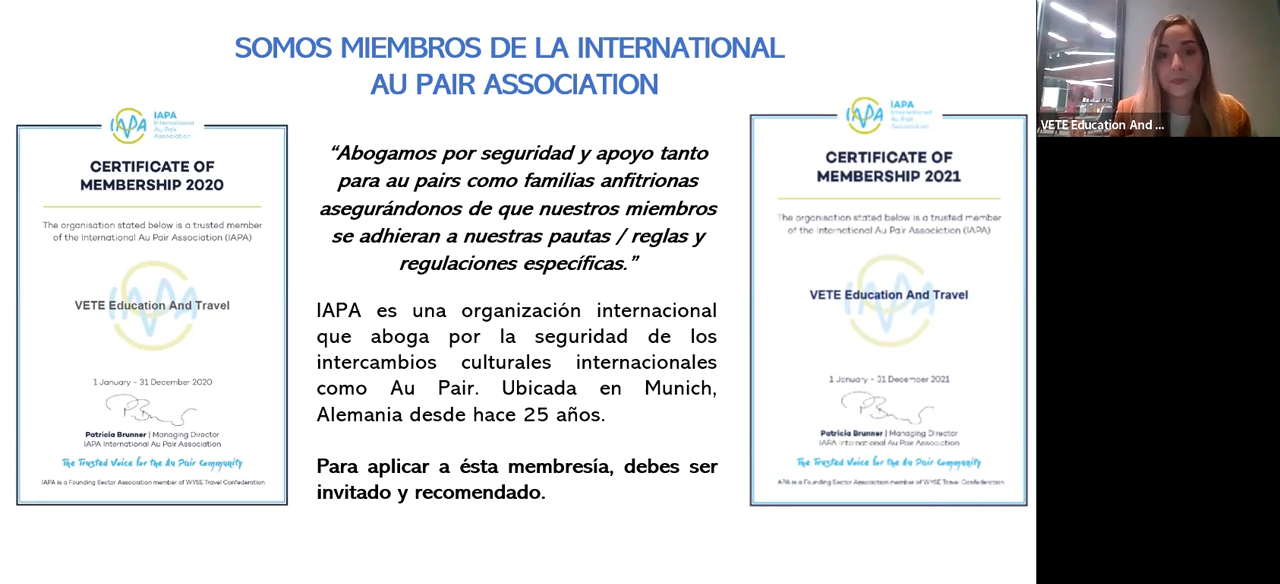 SOMOS MIEMBROS DE LA INTERNATIONAL
AU PAIR ASSOCIATION
IAPA
International
Au Pair
Association
CERTIFICATE OF
MEMBERSHIP 2020
The organisation stated below is a trusted member
of the International Au Pair Association (IAPA)
VETE Education And Travel
1 January - 31 December 2020
Patricia Brunner | Managing Director
IAPA International Au Pair Association
The Trusted Voice for the Au Pair Community
IAPA is a Founding Sector Association member of WYSE Travel Confederation
“Abogamos por seguridad y apoyo tanto
para au pairs como familias anfitrionas
asegurándonos de que nuestros miembros
se adhieran a nuestras pautas / reglas y
regulaciones específicas.”
IAPA es una organización internacional
que aboga por la seguridad de los
intercambios culturales internacionales
como Au Pair. Ubicada en Munich,
Alemania desde hace 25 años.
Para aplicar a ésta membresía, debes ser
invitado y recomendado.
IAPA
International
Au Pair
Association
CERTIFICATE OF
MEMBERSHIP 2021
The organisation stated below is a trusted member
of the International Au Pair Association (IAPA)
VETE Education And Travel
1 January - 31 December 2021
Patricia Brunner | Managing Director
IAPA International Au Pair Association
The Trusted Voice for the Au Pair Community
IAPA is a Founding Sector Association member of WYSE Travel Confederation
VETE Education And ...